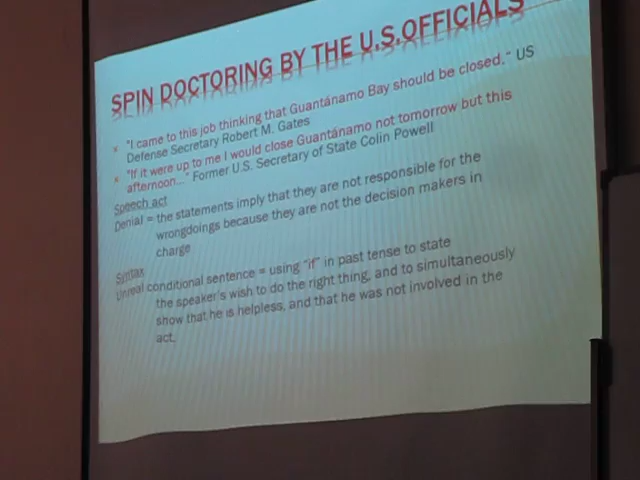 SPIN DOCTORING BY THE U.S.OFFICIALS
"I came to this job thinking that Guantánamo Bay should be closed." US
Defense Secretary Robert M. Gates
"If it were up to me I would close Guantánamo not tomorrow but this
afternoon..." Former U.S. Secretary of State Colin Powell
Speech act
Denial = the statements imply that they are not responsible for the
wrongdoings because they are not the decision makers in
charge
Syntax
Unreal conditional sentence = using "if" in past tense to state
the speaker's wish to do the right thing, and to simultaneously
show that he is helpless, and that he was not involved in the
act.